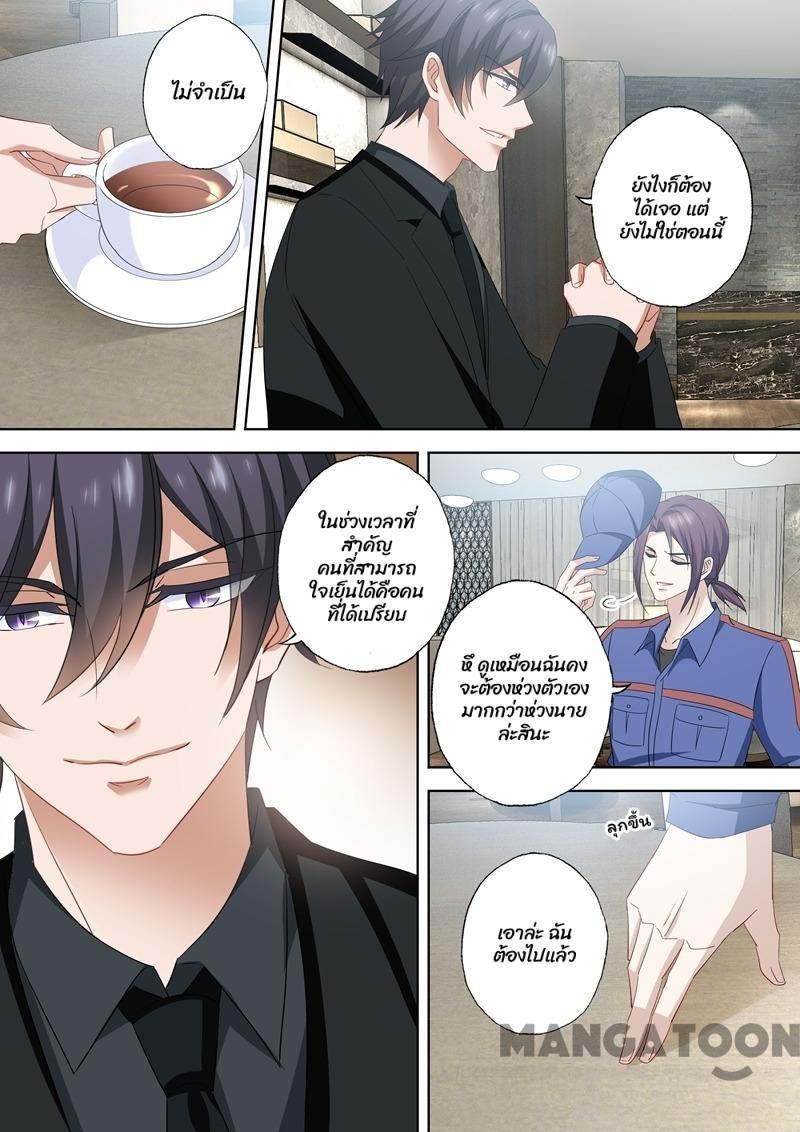 ไม่จำเป็น
ยังไงก็ต้อง
ได้เจอ แต่
ยังไม่ใช่ตอนนี้
ในช่วงเวลาที่
สำคัญ
คนที่สามารถ
ใจเย็นได้คือคน
ที่ได้เปรียบ
หึ ดูเหมือนฉันคง
จะต้องห่วงตัวเอง
มากกว่าห่วงนาย
ล่ะสินะ
ลุกขึ้น
เอาล่ะ ฉัน
ต้องไปแล้ว
MANGATOON